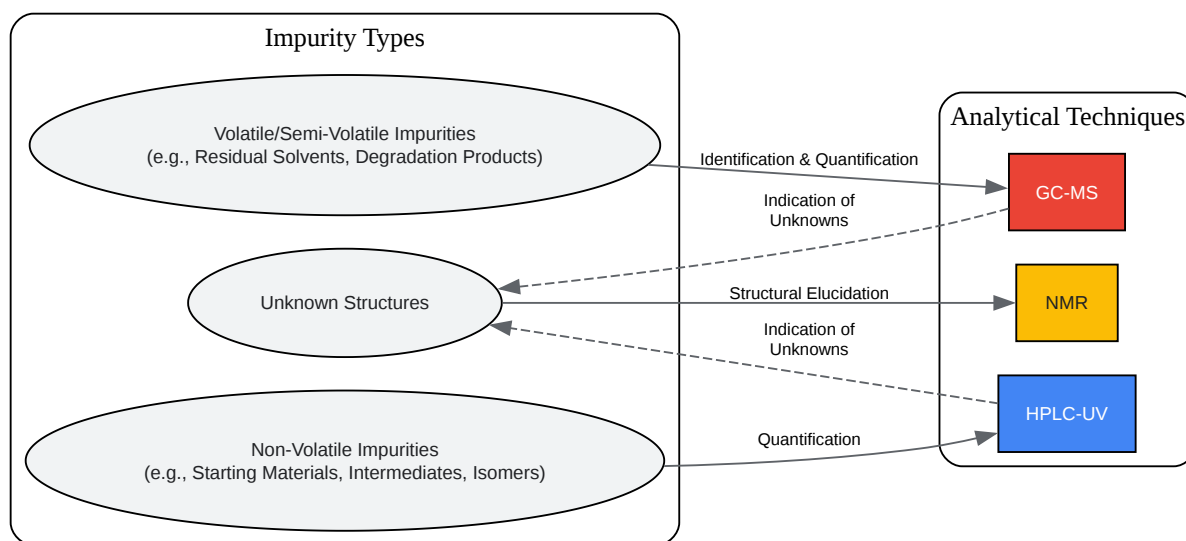 Impurity Types
Volatile/Semi-Volatile Impurities
(e.g., Residual Solvents, Degradation Products)
Unknown Structures
Non-Volatile Impurities
(e.g., Starting Materials, Intermediates, Isomers)
Identification & Quantification
Indication of
Unknowns
Structural Elucidation
Indication of
Unknowns
Quantification
Analytical Techniques
GC-MS
NMR
HPLC-UV